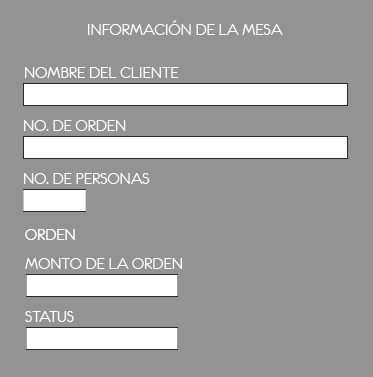 INFORMACIÓN DE LA MESA
NOMBRE DEL CLIENTE
NO. DE ORDEN
NO. DE PERSONAS
ORDEN
MONTO DE LA ORDEN
STATUS